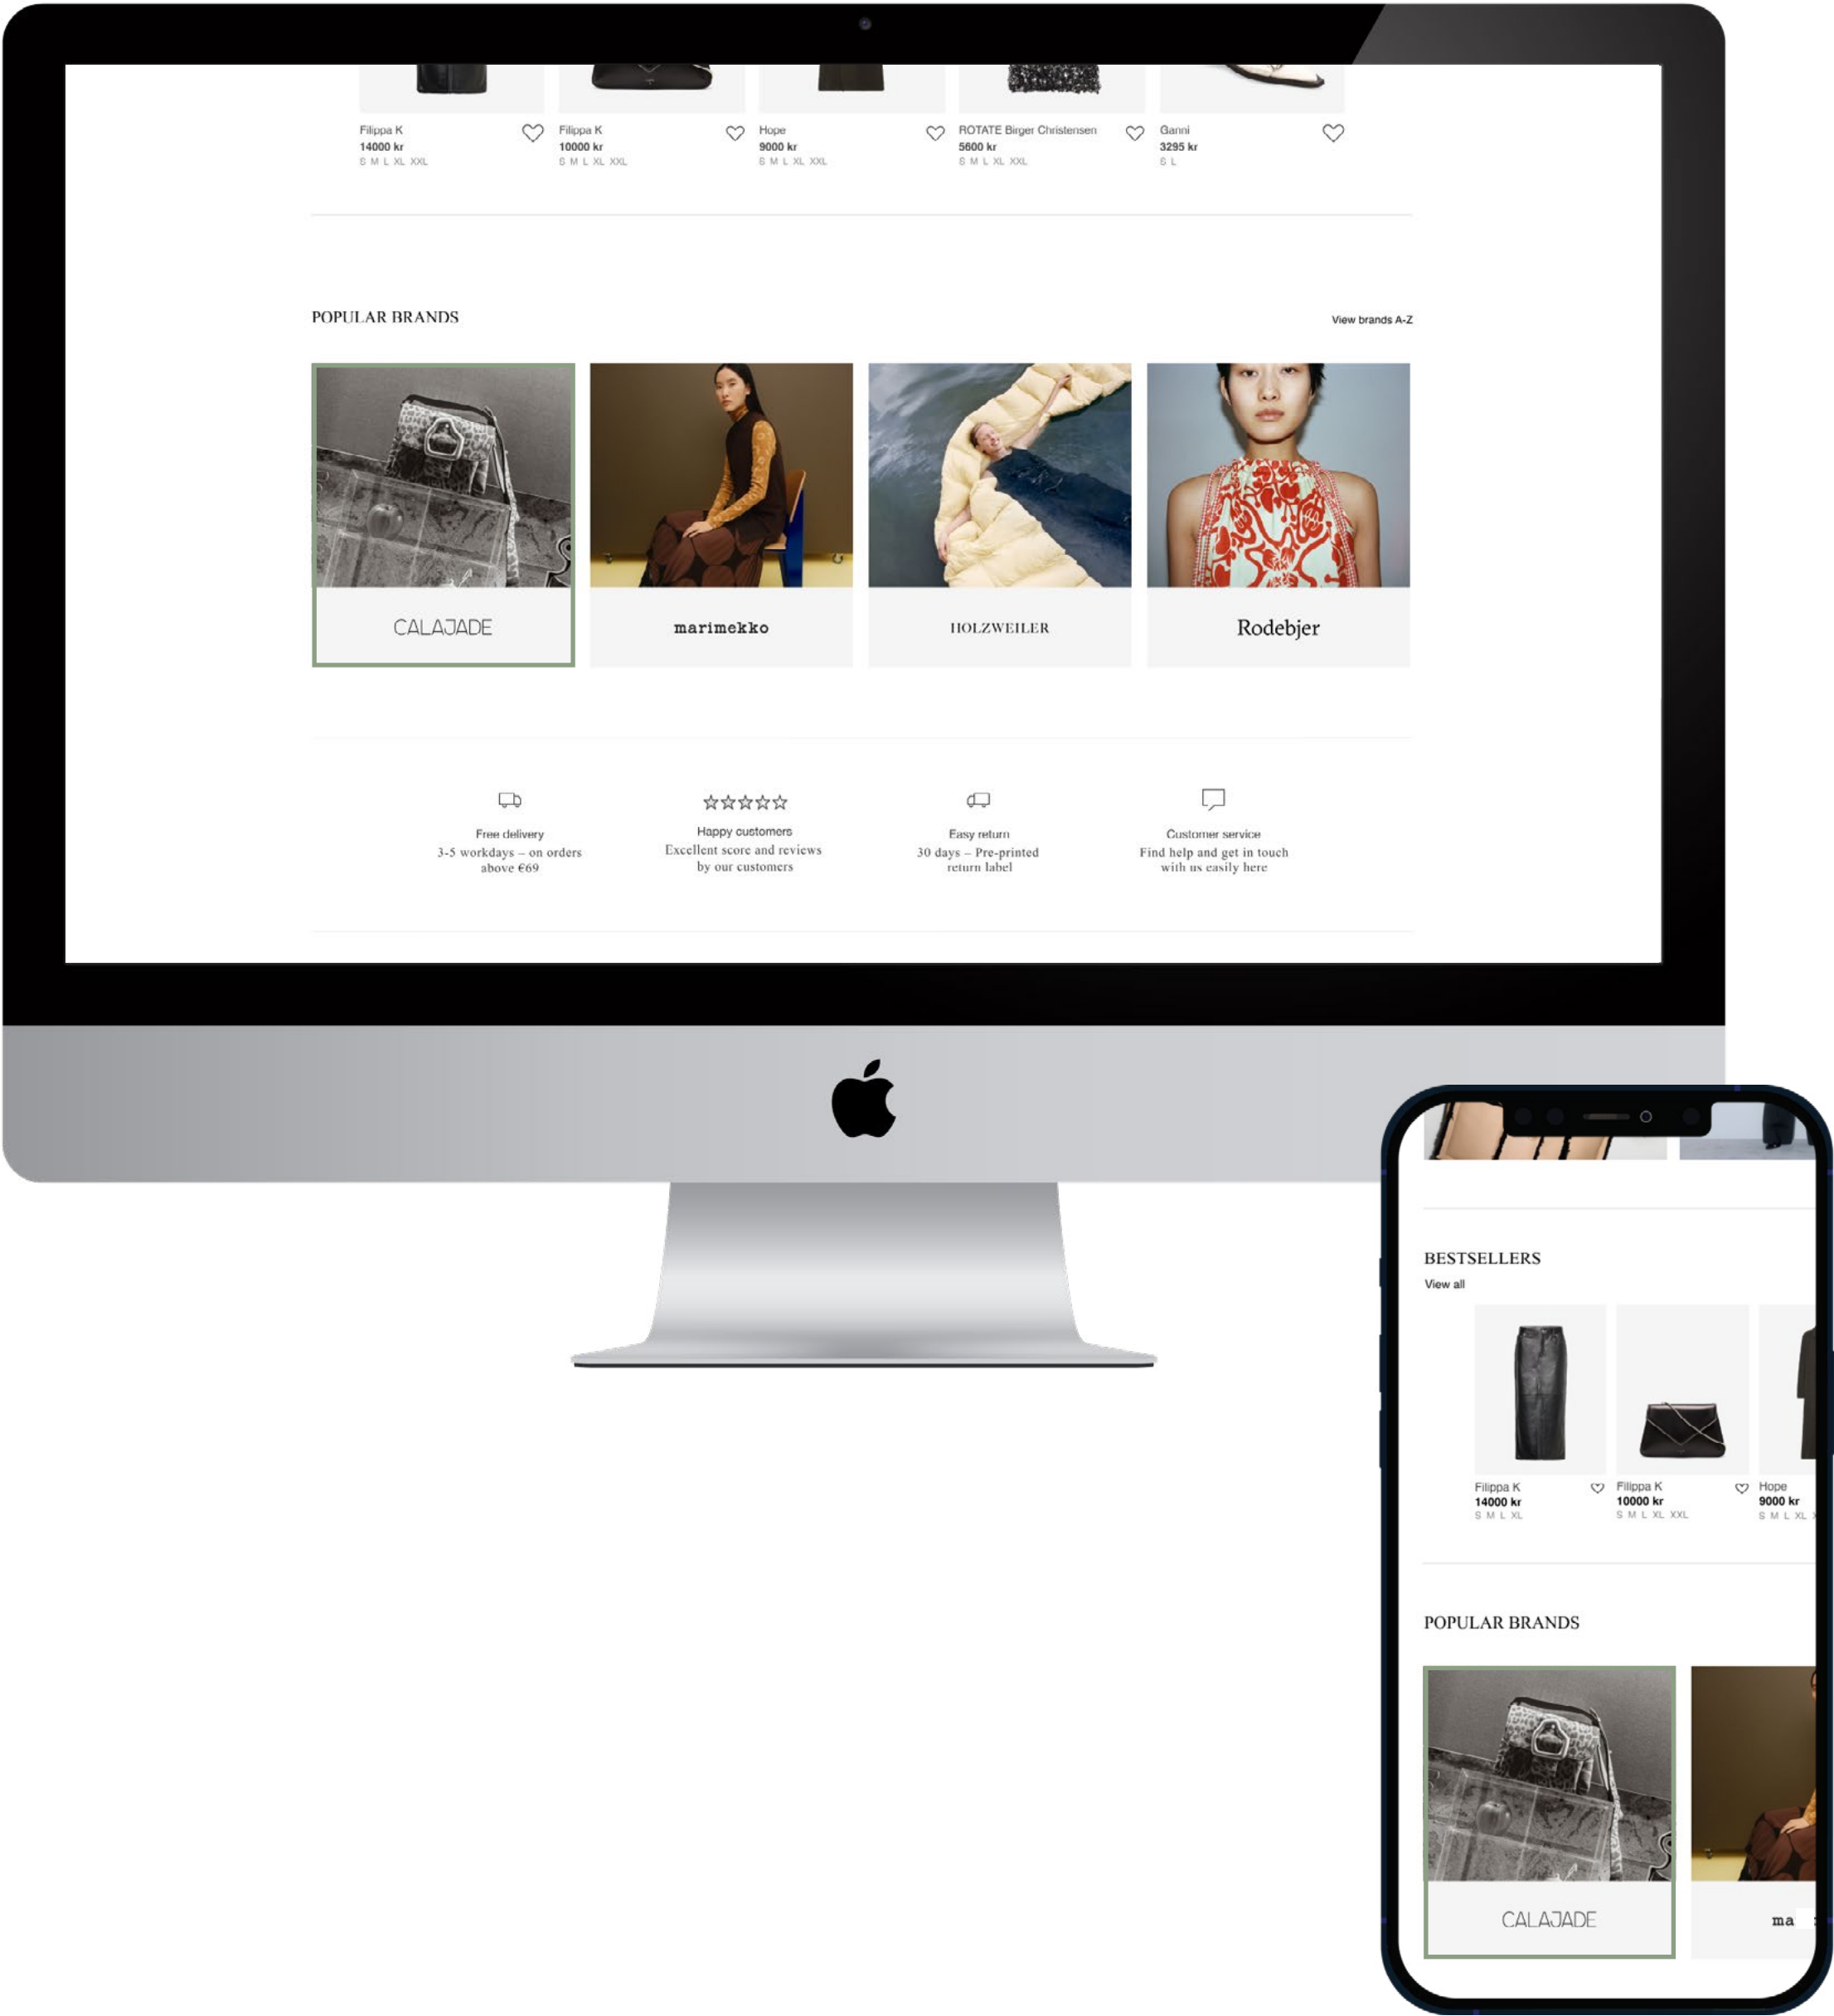 Filippa K
14000 kr
S M L XL XXL
Filippa K
10000 kr
S M L XL XXL
Hope
9000 kr
S M L XL XXL
ROTATE Birger Christensen
5600 kr
S M L XL XXL
Ganni
3295 kr
S L
POPULAR BRANDS
View brands A-Z
CALAJADE
marimekko
HOLZWEILER
Rodebjer
Free delivery
3-5 workdays – on orders
above €69
Happy customers
Excellent score and reviews
by our customers
Easy return
30 days – Pre-printed
return label
Customer service
Find help and get in touch
with us easily here
BESTSELLERS
View all
Filippa K
14000 kr
S M L XL
Filippa K
10000 kr
S M L XL XXL
Hope
9000 kr
S M L XL
POPULAR BRANDS
CALAJADE
ma